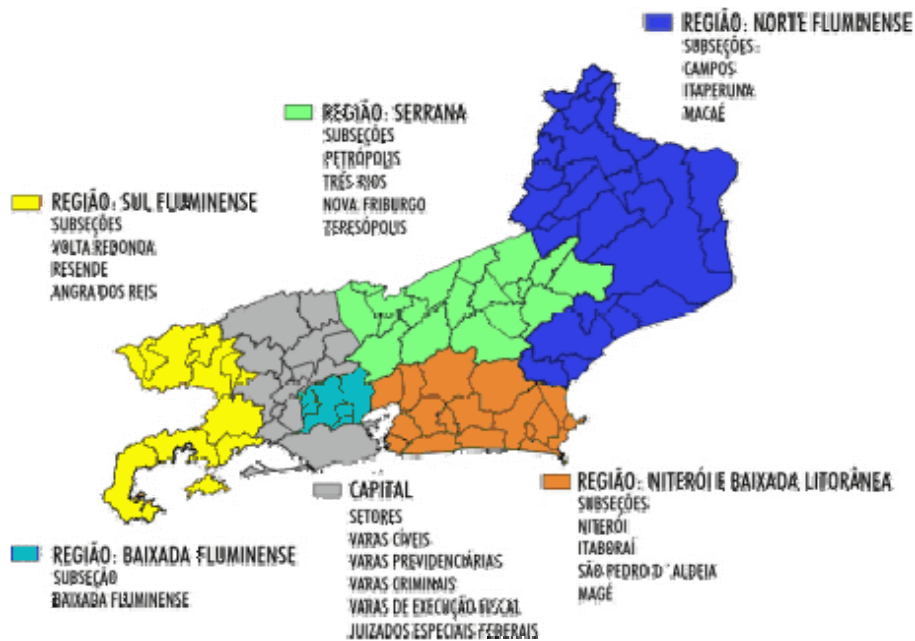 REGIÃO: NORTE FLUMINENSE
SUBSEÇÕES:
CAMPOS
ITAPERUNA
MACAÉ
REGIÃO: SERRANA
SUBSEÇÕES
PETRÓPOLIS
TRÉS RIOS
NOVA FRIBURGO
TERESÓPOLIS
REGIÃO: SUL FLUMINENSE
SUBSEÇÕES
VOLTA REDONDA
RESENDE
ANGRA DOS REIS
CAPITAL
SETORES
VARAS CÍVEIS
VARAS PREVIDENCIÁRIAS
VARAS CRIMINAIS
VARAS DE EXECUÇÃO FISCAL
JUIZADOS ESPECIAIS FEDERAIS
REGIÃO: NITERÓI E BAIXADA LITORÂNEA
SUBSEÇÕES
NITERÓI
ITABORAÍ
SÃO PEDRO D´ALDEIA
MAGÉ
REGIÃO: BAIXADA FLUMINENSE
SUBSEÇÃO
BAIXADA FLUMINENSE